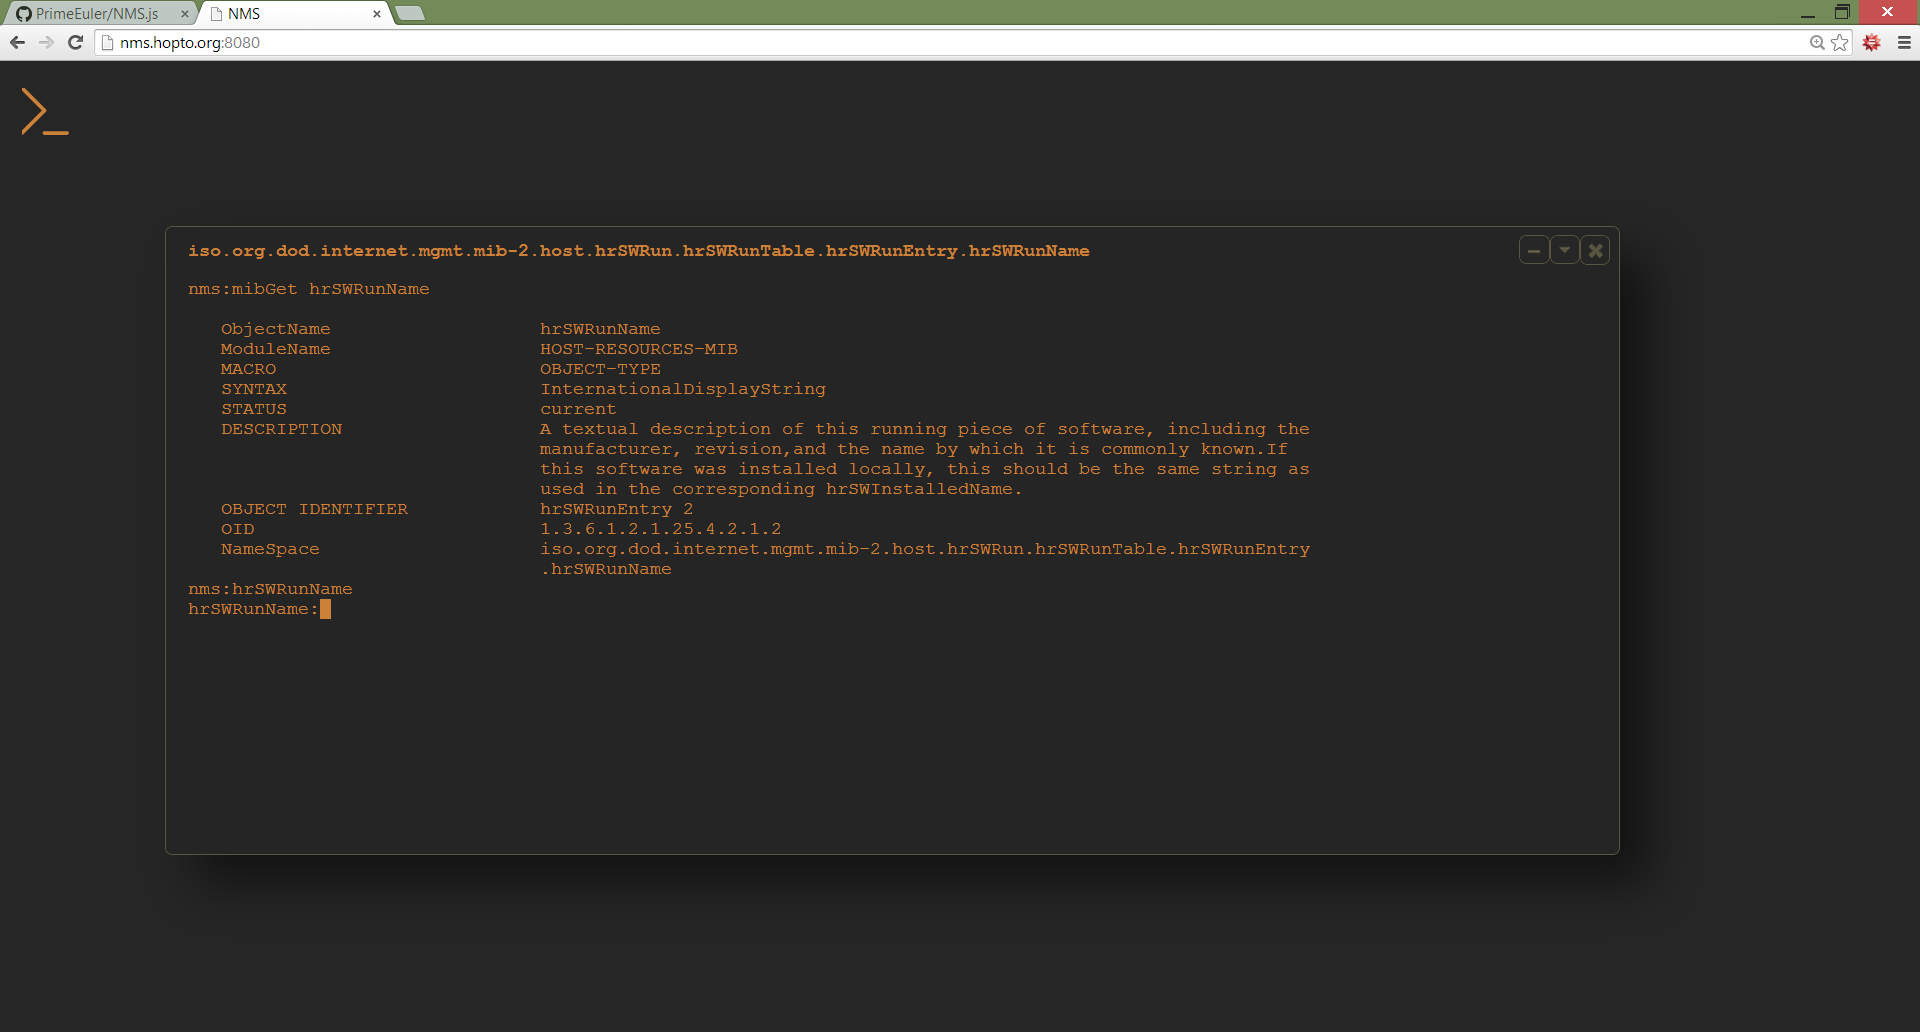 PrimeEuler/NMS.js
NMS
nms.hopto.org:8080
iso.org.dod.internet.mgmt.mib-2.host.hrSWRun.hrSWRunTable.hrSWRunEntry.hrSWRunName
nms:mibGet hrSWRunName
ObjectName hrSWRunName
ModuleName HOST-RESOURCES-MIB
MACRO OBJECT-TYPE
SYNTAX InternationalDisplayString
STATUS current
DESCRIPTION A textual description of this running piece of software, including the
manufacturer, revision,and the name by which it is commonly known.If
this software was installed locally, this should be the same string as
used in the corresponding hrSWInstalledName.
OBJECT IDENTIFIER hrSWRunEntry 2
OID 1.3.6.1.2.1.25.4.2.1.2
NameSpace iso.org.dod.internet.mgmt.mib-2.host.hrSWRun.hrSWRunTable.hrSWRunEntry
.hrSWRunName
nms:hrSWRunName
hrSWRunName: